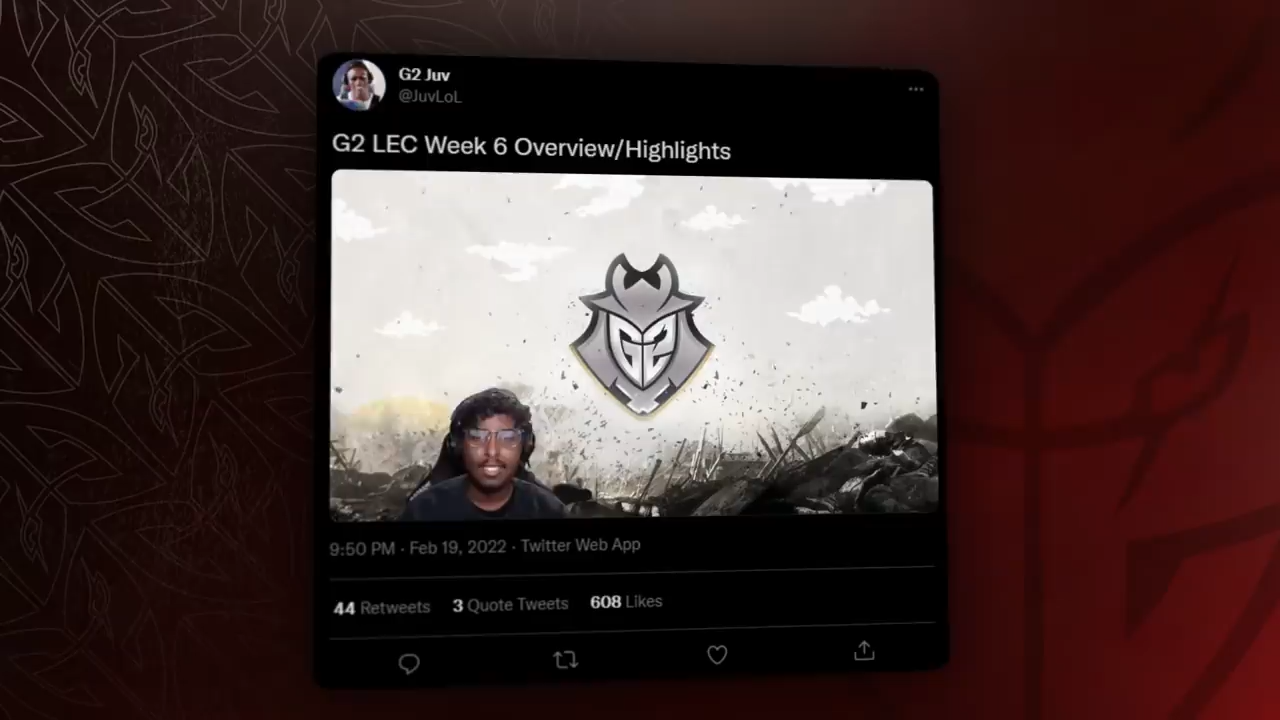 G2 Juv
@JuvLoL
G2 LEC Week 6 Overview/Highlights
G2
9:50 PM · Feb 19, 2022 · Twitter Web App
44 Retweets 3 Quote Tweets 608 Likes